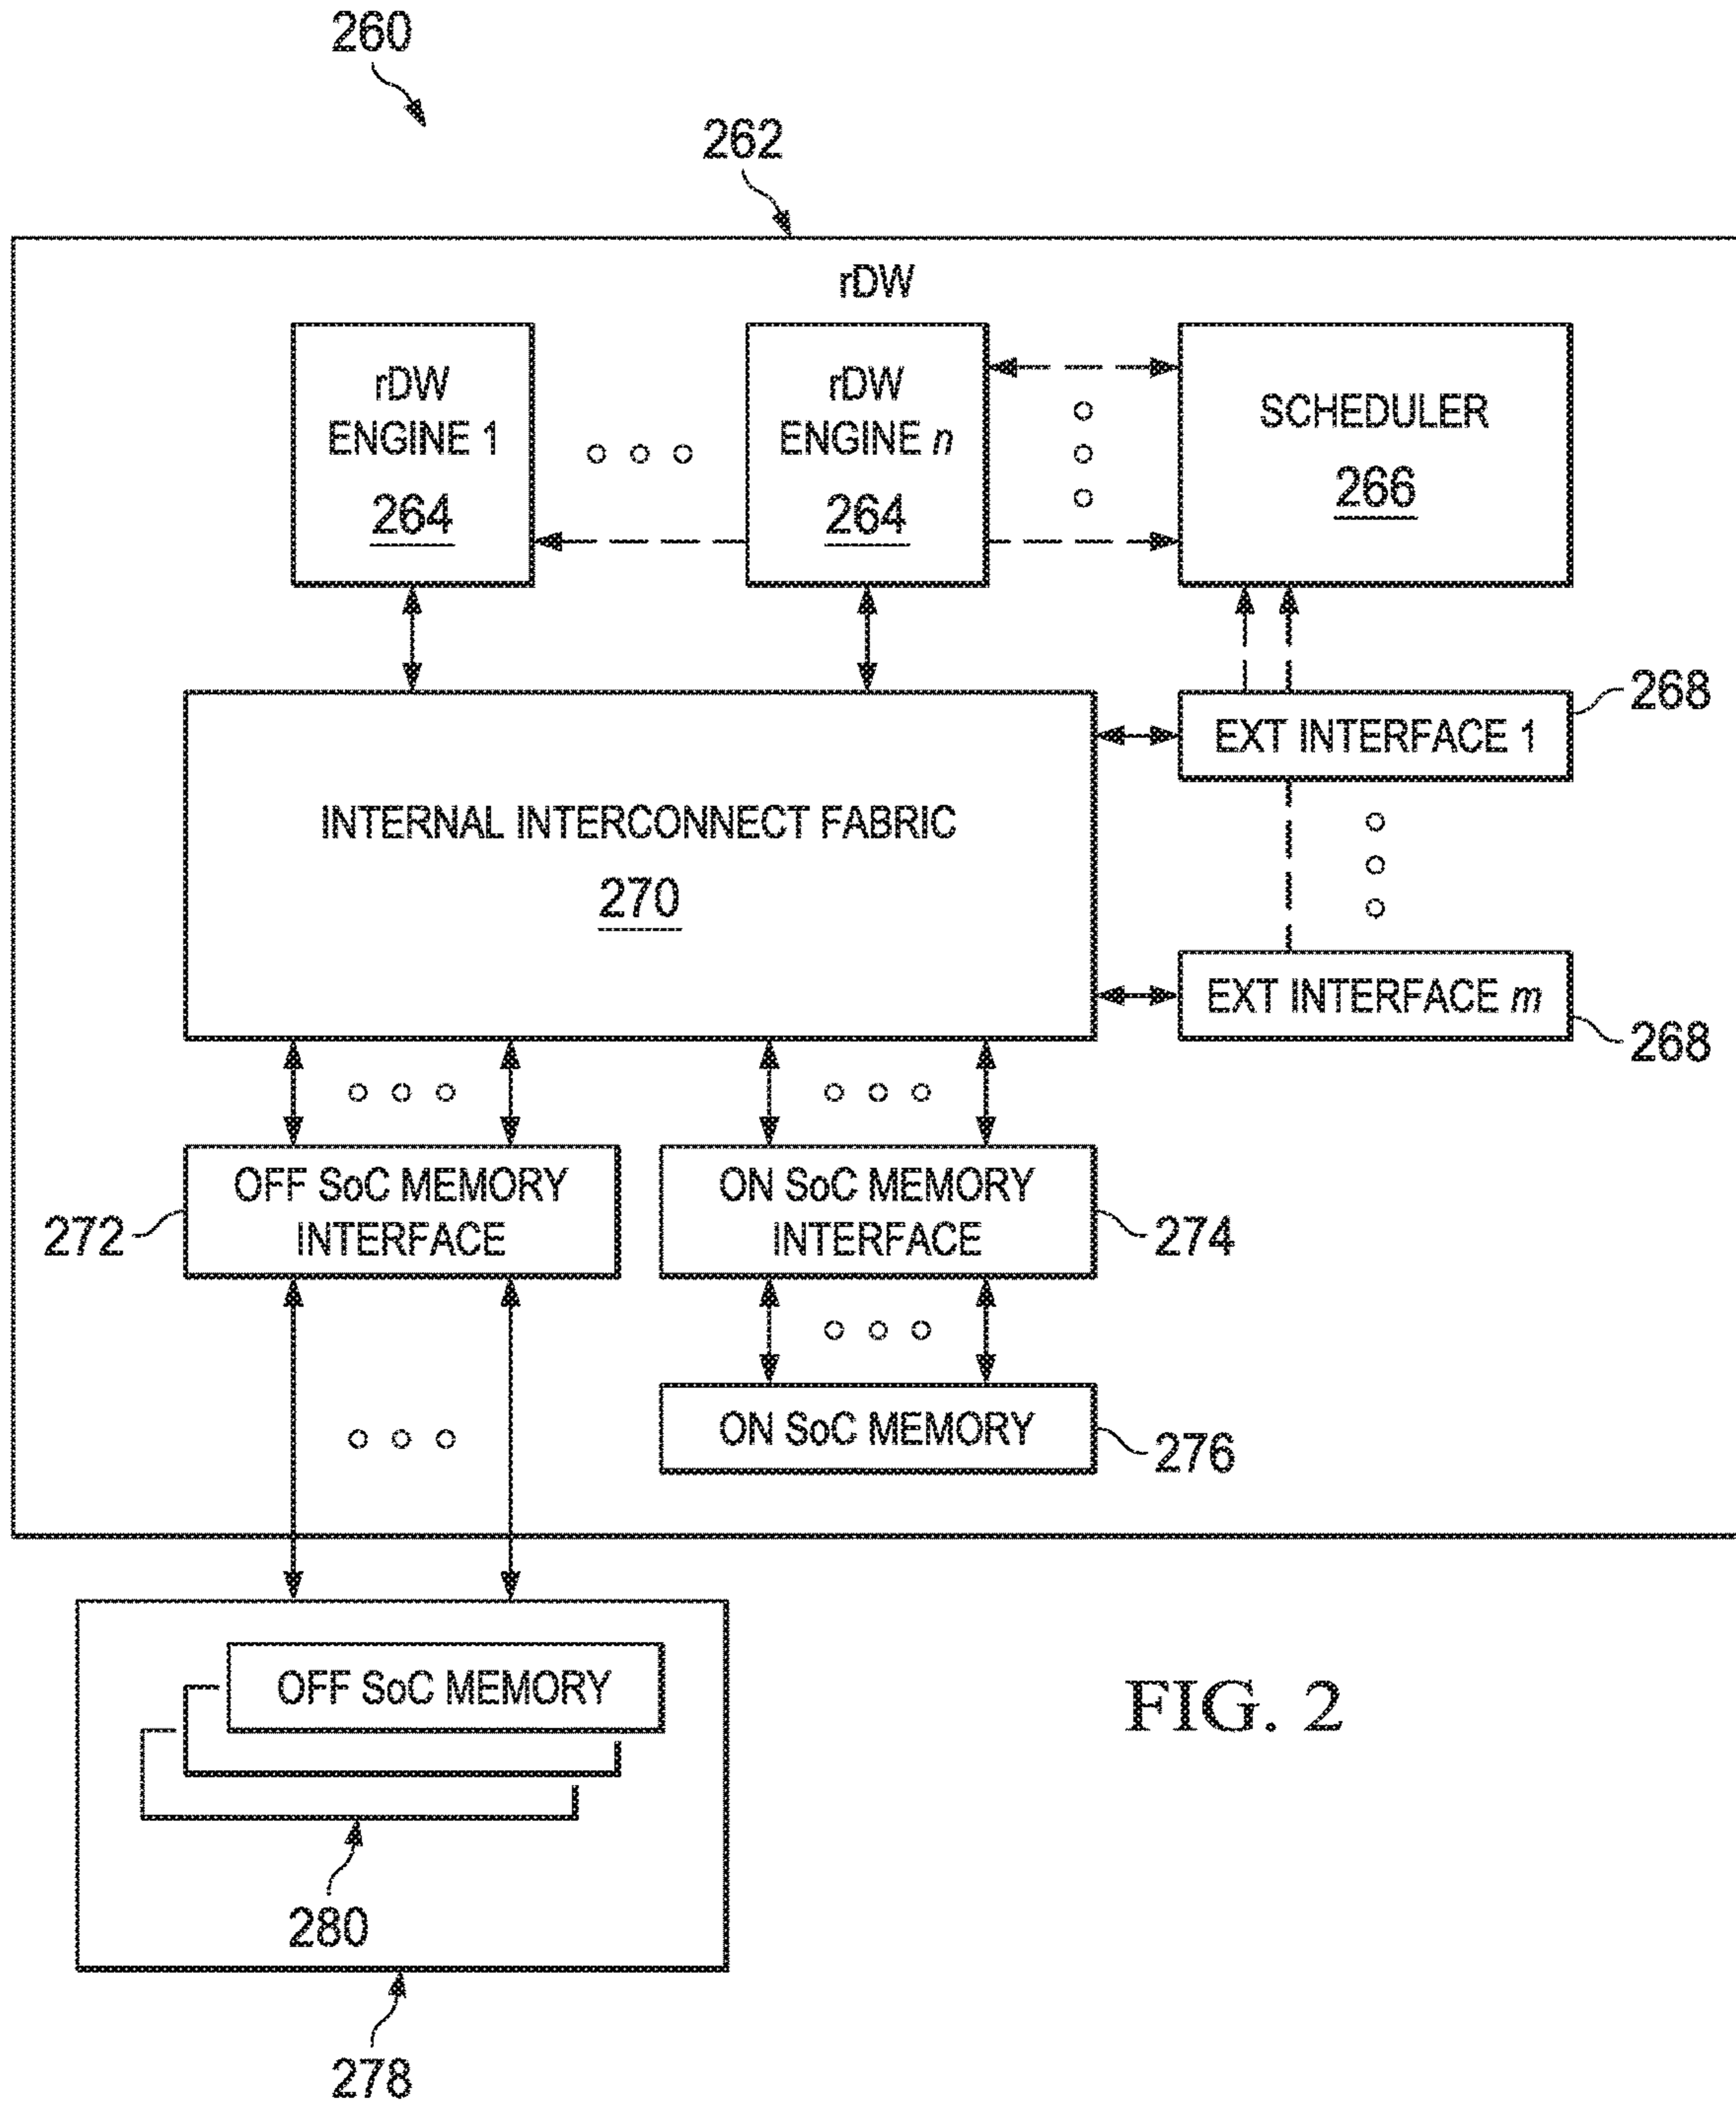 260
262
rDW
rDW
ENGINE 1
264
rDW
ENGINE n
264
SCHEDULER
266
268
EXT INTERFACE 1
INTERNAL INTERCONNECT FABRIC
270
EXT INTERFACE m
268
OFF SoC MEMORY
INTERFACE
272
ON SoC MEMORY
INTERFACE
274
ON SoC MEMORY
276
OFF SoC MEMORY
280
278
FIG. 2